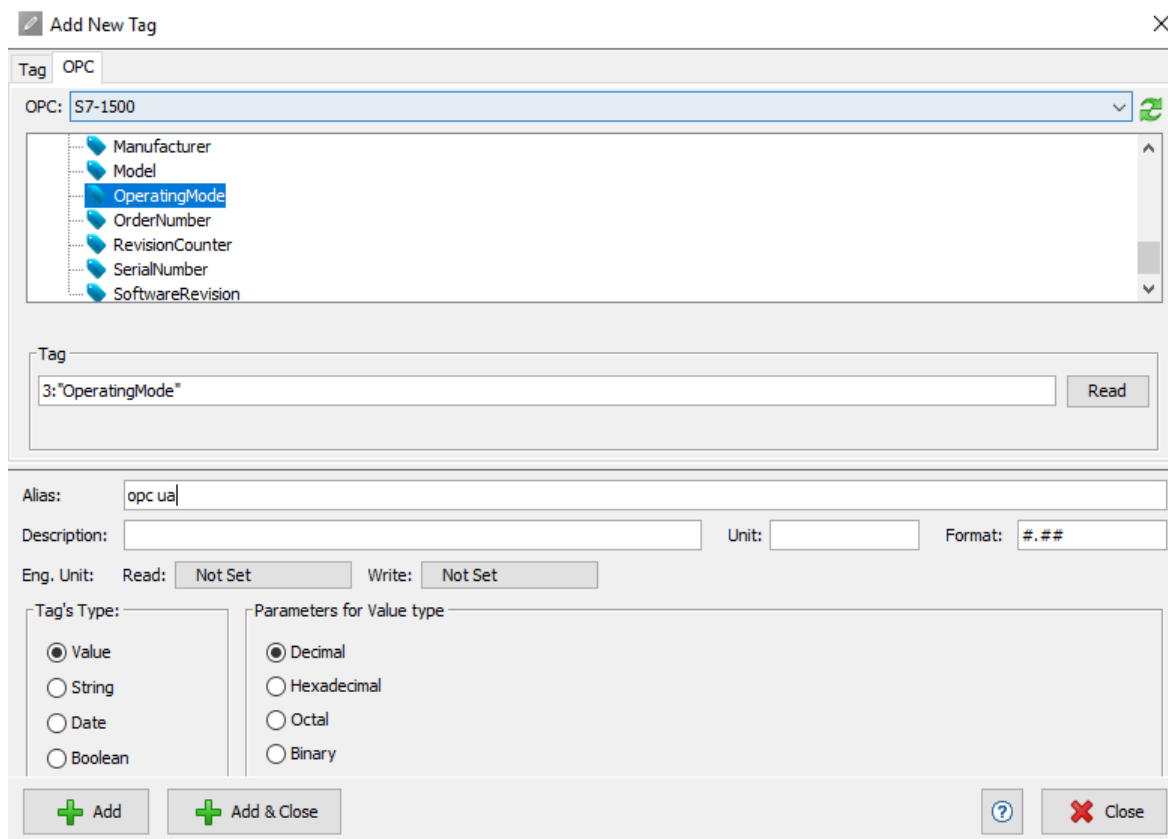 Add New Tag
Tag OPC
OPC: S7-1500
Manufacturer
Model
OperatingMode
OrderNumber
RevisionCounter
SerialNumber
SoftwareRevision
Tag
3:"OperatingMode" Read
Alias: opc ua
Description: Unit: Format: #.##
Eng. Unit: Read: Not Set Write: Not Set
Tag's Type: Parameters for Value type
Value Decimal
String Hexadecimal
Date Octal
Boolean Binary
Add Add & Close ? Close